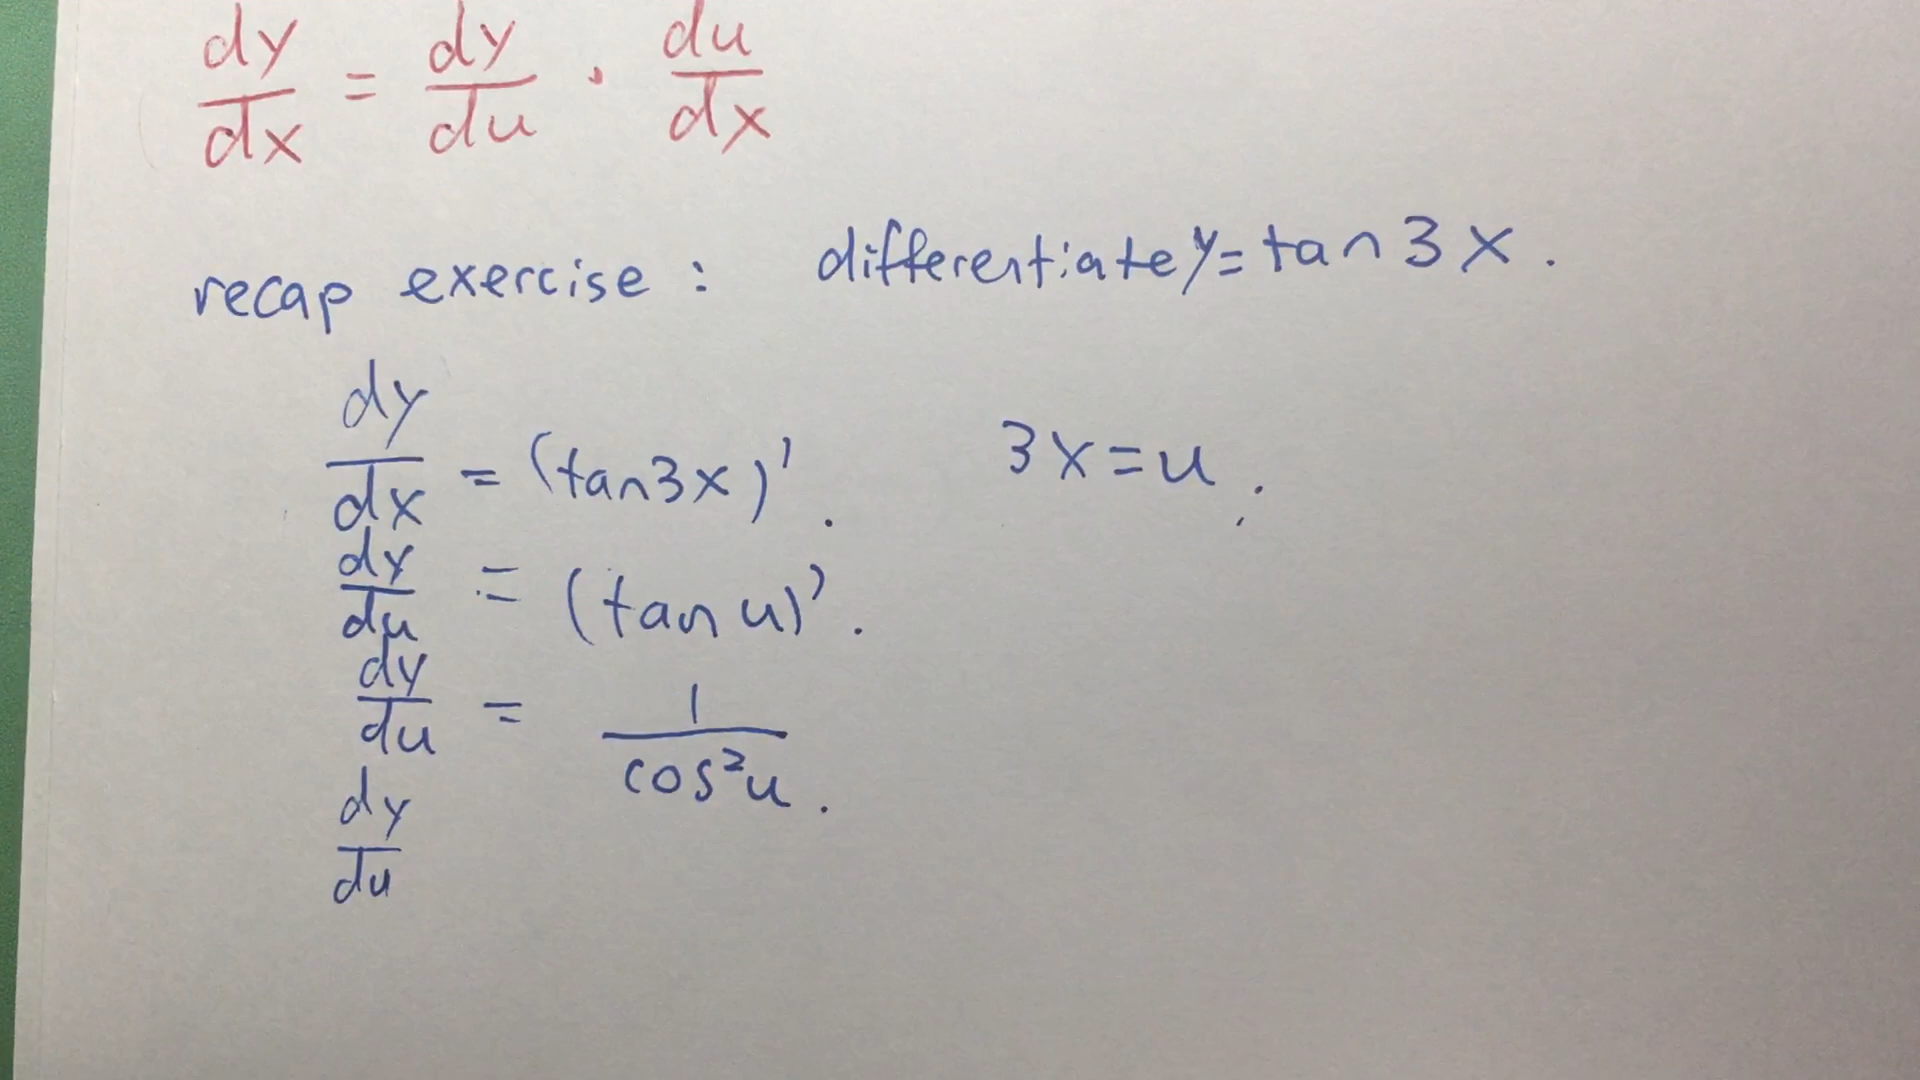 dy/dx = dy/du · du/dx
recap exercise : differentiate y = tan 3x .
dy/dx = (tan3x)' . 3x = u .
dy/du = (tan u)' .
dy/du = 1/cos²u .
dy/du